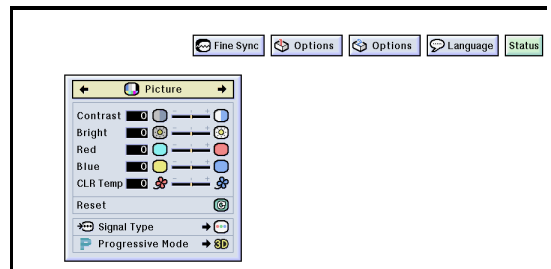 Fine Sync Options Options Language Status
Picture
Contrast 0
Bright 0
Red 0
Blue 0
CLR Temp 0
Reset
Signal Type
P Progressive Mode 3D